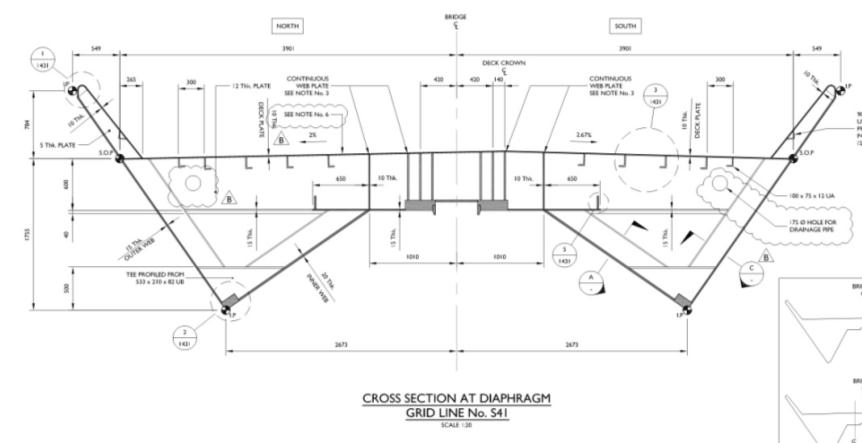 BRIDGE
℄
NORTH
SOUTH
549
3901
3901
549
DECK CROWN
℄
1
1431
I.P
265
300
12 Thk. PLATE
CONTINUOUS
WEB PLATE
SEE NOTE No. 3
420
420
140
CONTINUOUS
WEB PLATE
SEE NOTE No. 3
3
1431
300
10 Thk.
I.P
784
10 Thk.
5 Thk. PLATE
DECK PLATE
10 Thk.
SEE NOTE No. 6
B
2%
2.67%
10 Thk.
DECK PLATE
S.O.P
S.O.P
600
650
10 Thk.
10 Thk.
650
B
100 x 75 x 12 UA
175 Ø HOLE FOR
DRAINAGE PIPE
1755
40
15 Thk.
OUTER WEB
15 Thk.
15 Thk.
15 Thk.
15 Thk.
5
1431
B
1010
1010
A
-
C
-
TEE PROFILED FROM
533 x 210 x 82 UB
20 Thk.
INNER WEB
500
I.P
I.P
2
1431
2673
2673
CROSS SECTION AT DIAPHRAGM
GRID LINE No. S41
SCALE 1:20